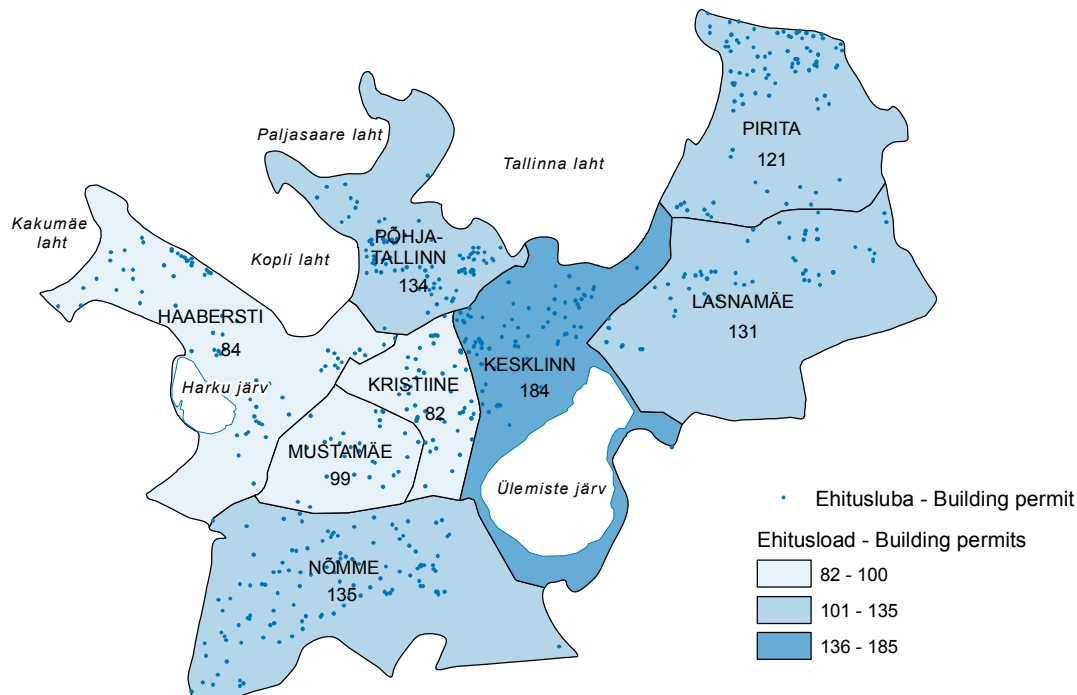 Paljasaare laht
Tallinna laht
PIRITA
121
Kakumäe
laht
Kopli laht
PÕHJA-
TALLINN
134
HAABERSTI
84
LASNAMÄE
131
Harku järv
KRISTIINE
82
KESKLINN
184
MUSTAMÄE
99
Ülemiste järv
NÕMME
135
Ehitusluba - Building permit
Ehitusload - Building permits
82 - 100
101 - 135
136 - 185